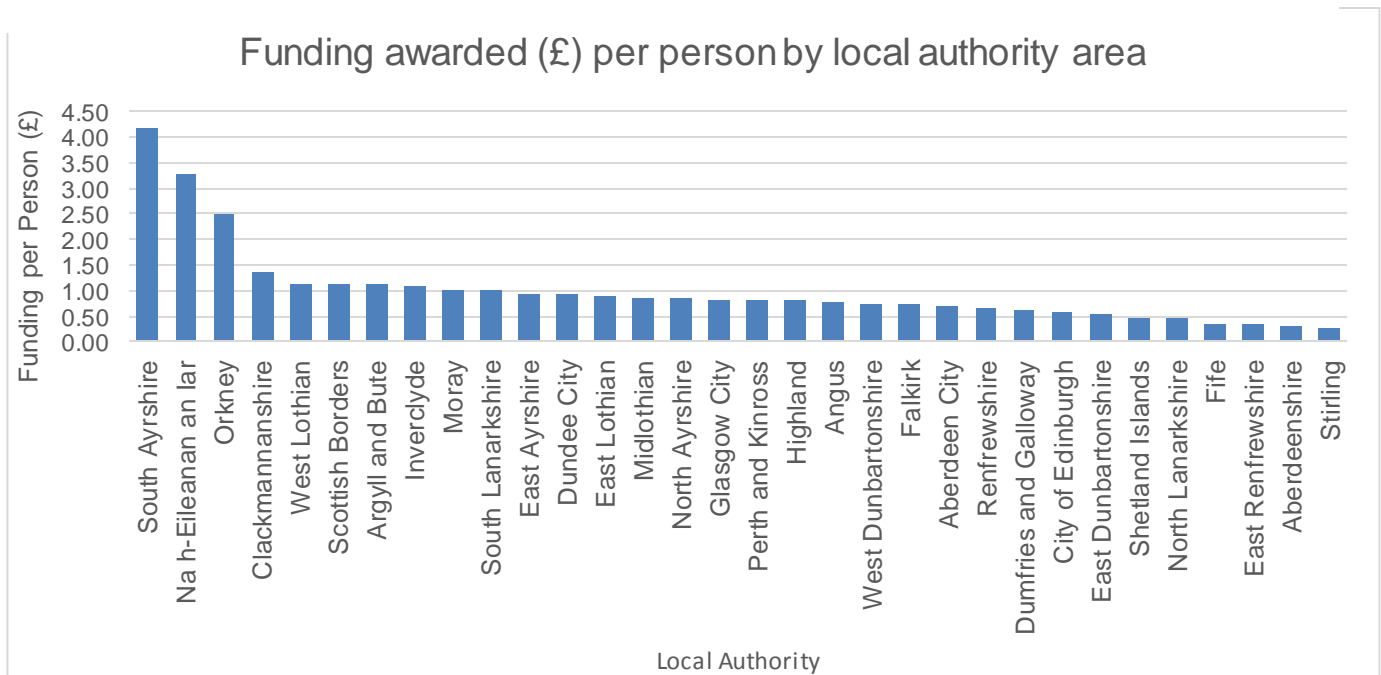 Funding awarded (£) per person by local authority area
Funding per Person (£)
4.50
4.00
3.50
3.00
2.50
2.00
1.50
1.00
0.50
0.00
South Ayrshire
Na h-Eileanan an Iar
Orkney
Clackmannanshire
West Lothian
Scottish Borders
Argyll and Bute
Inverclyde
Moray
South Lanarkshire
East Ayrshire
Dundee City
East Lothian
Midlothian
North Ayrshire
Glasgow City
Perth and Kinross
Highland
Angus
West Dunbartonshire
Falkirk
Aberdeen City
Renfrewshire
Dumfries and Galloway
City of Edinburgh
East Dunbartonshire
Shetland Islands
North Lanarkshire
Fife
East Renfrewshire
Aberdeenshire
Stirling
Local Authority